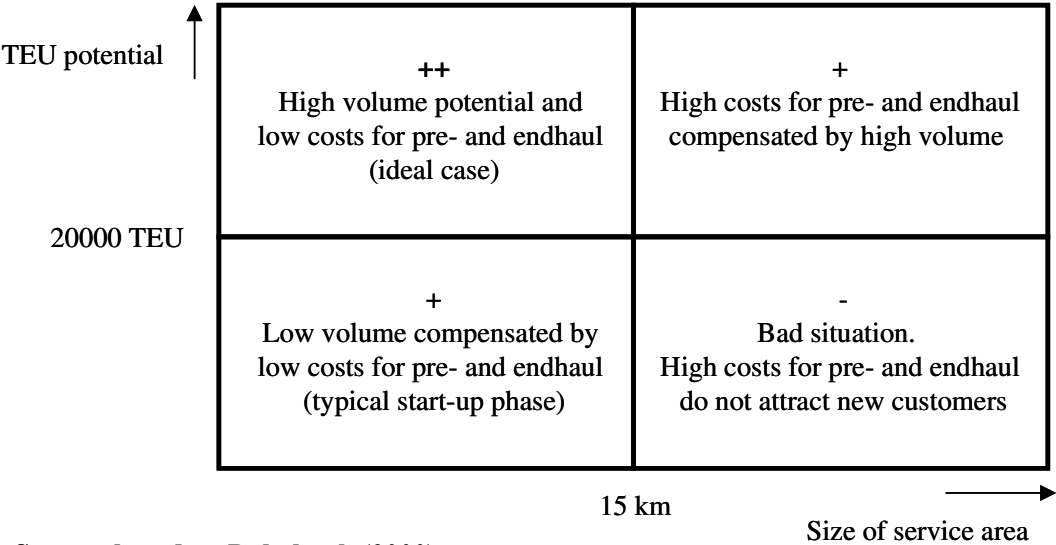 TEU potential
++
High volume potential and
low costs for pre- and endhaul
(ideal case)
+
High costs for pre- and endhaul
compensated by high volume
20000 TEU
+
Low volume compensated by
low costs for pre- and endhaul
(typical start-up phase)
-
Bad situation.
High costs for pre- and endhaul
do not attract new customers
15 km
Size of service area